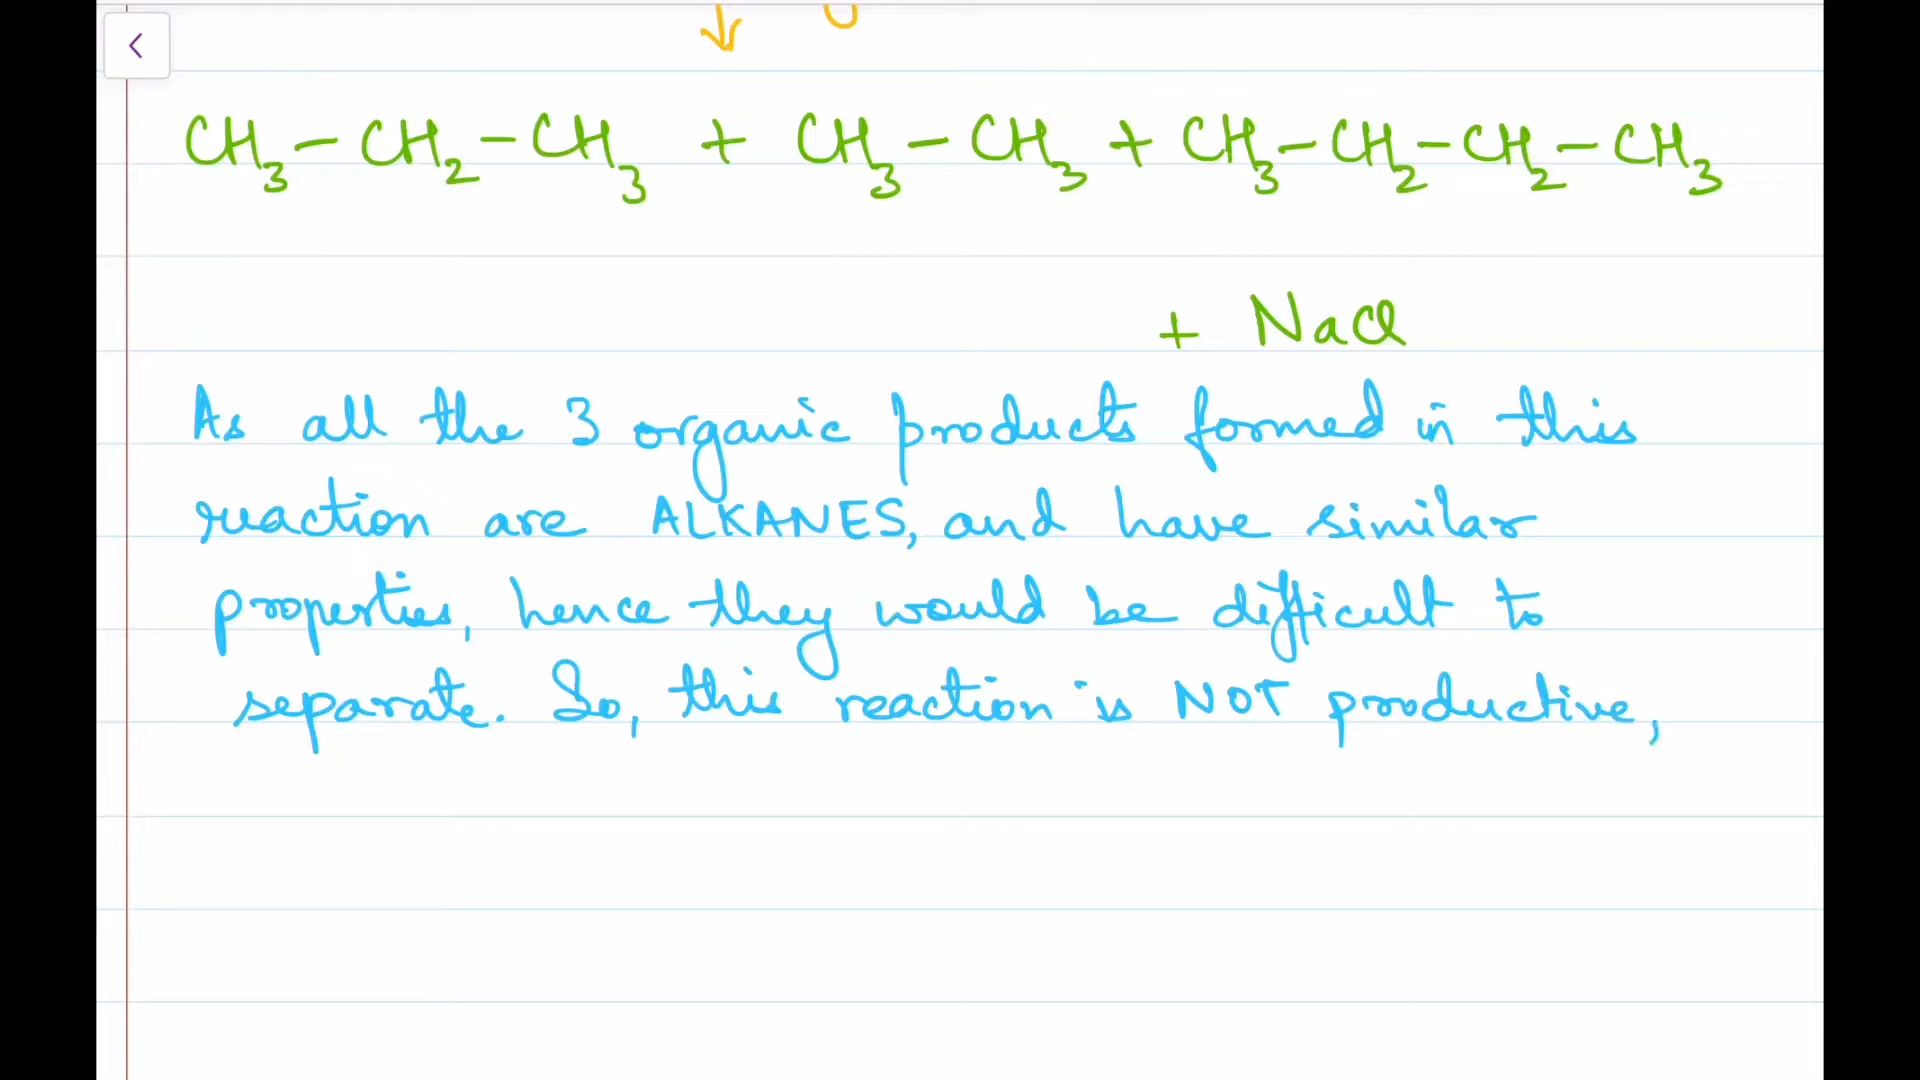 CH₃ – CH₂ – CH₃ + CH₃ – CH₃ + CH₃ – CH₂ – CH₂ – CH₃
+ NaCl
As all the 3 organic products formed in this
reaction are ALKANES, and have similar
properties, hence they would be difficult to
separate. So, this reaction is NOT productive,